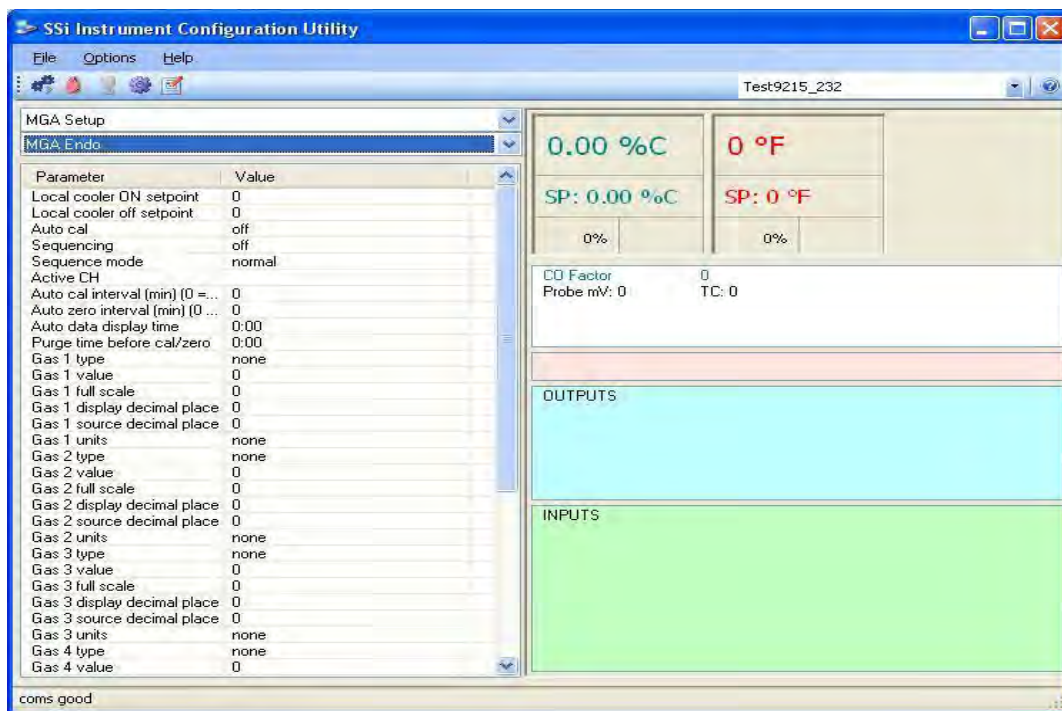 SSi Instrument Configuration Utility
File Options Help
Test9215_232
MGA Setup
MGA Endo
Parameter Value
Local cooler ON setpoint 0
Local cooler off setpoint 0
Auto cal off
Sequencing off
Sequence mode normal
Active CH
Auto cal interval (min) (0 =... 0
Auto zero interval (min) (0 ... 0
Auto data display time 0:00
Purge time before cal/zero 0:00
Gas 1 type none
Gas 1 value 0
Gas 1 full scale 0
Gas 1 display decimal place 0
Gas 1 source decimal place 0
Gas 1 units none
Gas 2 type none
Gas 2 value 0
Gas 2 full scale 0
Gas 2 display decimal place 0
Gas 2 source decimal place 0
Gas 2 units none
Gas 3 type none
Gas 3 value 0
Gas 3 full scale 0
Gas 3 display decimal place 0
Gas 3 source decimal place 0
Gas 3 units none
Gas 4 type none
Gas 4 value 0
0.00 %C
SP: 0.00 %C
0%
0 °F
SP: 0 °F
0%
CO Factor 0
Probe mV: 0 TC: 0
OUTPUTS
INPUTS
coms good